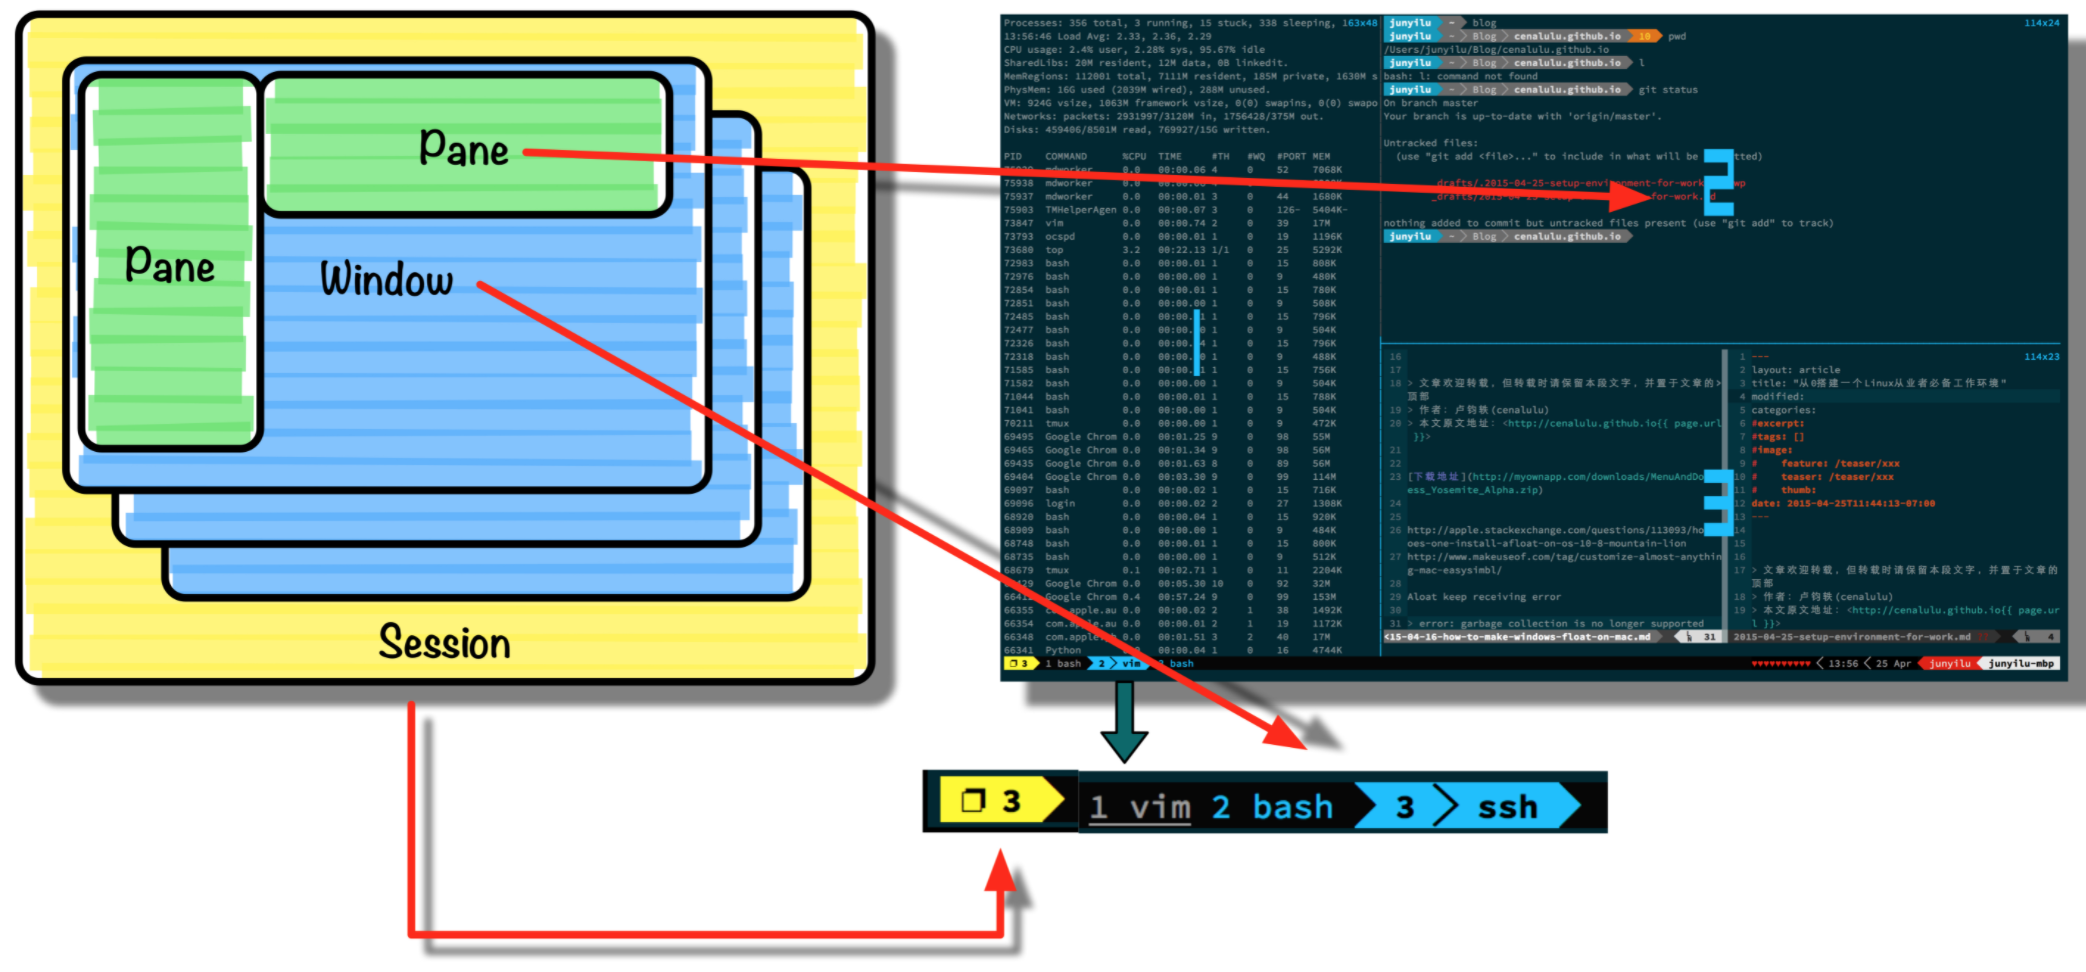 Pane
Pane
Window
Session
Processes: 356 total, 3 running, 15 stuck, 338 sleeping, 163x48
13:56:46 Load Avg: 2.33, 2.36, 2.29
CPU usage: 2.4% user, 2.28% sys, 95.67% idle
SharedLibs: 20M resident, 12M data, 0B linkedit.
MemRegions: 112001 total, 7111M resident, 185M private, 1630M s
PhysMem: 16G used (2039M wired), 288M unused.
VM: 924G vsize, 1063M framework vsize, 0(0) swapins, 0(0) swapo
Networks: packets: 2931997/3120M in, 1756428/375M out.
Disks: 459406/8501M read, 769927/15G written.
PID COMMAND %CPU TIME #TH #WQ #PORT MEM
mdworker 00:00.06 4 0 52 7068K
75938 mdworker
75937 mdworker 0.0 00:00.01 3 0 44 1680K
75903 TMHelperAgen 0.0 00:00.07 3 0 126- 5404K-
73847 vim 0.0 00:00.74 2 0 39 17M
73793 ocspd 0.0 00:00.01 1 0 19 1196K
73680 top 3.2 00:22.13 1/1 0 25 5292K
72983 bash 0.0 00:00.01 1 0 15 808K
72976 bash 0.0 00:00.00 1 0 9 480K
72854 bash 0.0 00:00.01 1 0 15 780K
72851 bash 0.0 00:00.00 1 0 9 508K
72485 bash 0.0 00:00. 1 1 0 15 796K
72477 bash 0.0 00:00. 0 1 0 9 504K
72326 bash 0.0 00:00. 4 1 0 15 796K
72318 bash 0.0 00:00. 0 1 0 9 488K
71585 bash 0.0 00:00. 1 1 0 15 756K
71582 bash 0.0 00:00.00 1 0 9 504K
71044 bash 0.0 00:00.01 1 0 15 788K
71041 bash 0.0 00:00.00 1 0 9 504K
70211 tmux 0.0 00:00.00 1 0 9 472K
69495 Google Chrom 0.0 00:01.25 9 0 98 55M
69465 Google Chrom 0.0 00:01.34 9 0 98 56M
69435 Google Chrom 0.0 00:01.63 8 0 89 56M
69404 Google Chrom 0.0 00:03.30 9 0 99 114M
69097 bash 0.0 00:00.02 1 0 15 716K
69096 login 0.0 00:00.02 2 0 27 1308K
68920 bash 0.0 00:00.04 1 0 15 920K
68909 bash 0.0 00:00.00 1 0 9 484K
68748 bash 0.0 00:00.01 1 0 15 800K
68735 bash 0.0 00:00.00 1 0 9 512K
68679 tmux 0.1 00:02.71 1 0 11 2204K
Google Chrom 0.0 00:05.30 10 0 92 32M
Google Chrom 0.4 00:57.24 9 0 99 153M
66355 0.0 00:00.02 2 1 38 1492K
66354 0.0 00:00.02 2 1 19 1172K
66348 00:01.51 3 2 40 17M
66341 Python 00:00.04 1 0 16 4744K
junyilu ~ blog
114x24
junyilu ~ Blog cenalulu.github.io 10 pwd
/Users/junyilu/Blog/cenalulu.github.io
junyilu ~ Blog cenalulu.github.io l
bash: l: command not found
junyilu ~ Blog cenalulu.github.io git status
On branch master
Your branch is up-to-date with 'origin/master'.
Untracked files:
(use "git add <file>..." to include in what will be tted)
_drafts/.2015-04-25-setup-environment-for-work wp
nothing added to commit but untracked files present (use "git add" to track)
junyilu ~ Blog cenalulu.github.io
16
17
18 > 文章欢迎转载，但转载时请保留本段文字，并置于文章的>
顶部
19 > 作者：卢钧轶(cenalulu)
20 > 本文原文地址：<http://cenalulu.github.io{{ page.url
}}>
21
22
23 [下载地址](http://myownapp.com/downloads/MenuAndDo
ess_Yosemite_Alpha.zip)
24
25
26 http://apple.stackexchange.com/questions/113093/ho
oes-one-install-afloat-on-os-10-8-mountain-lion
27 http://www.makeuseof.com/tag/customize-almost-anythin
g-mac-easysimbl/
28
29 Aloat keep receiving error
30
31 > error: garbage collection is no longer supported
<15-04-16-how-to-make-windows-float-on-mac.md 31
1 ---
114x23
2 layout: article
3 title: "从0搭建一个Linux从业者必备工作环境"
4 modified:
5 categories:
6 #excerpt:
7 #tags: []
8 #image:
9 # feature: /teaser/xxx
10 # teaser: /teaser/xxx
11 # thumb:
12 date: 2015-04-25T11:44:13-07:00
13 ---
14
15
16
17 > 文章欢迎转载，但转载时请保留本段文字，并置于文章的
顶部
18 > 作者：卢钧轶(cenalulu)
19 > 本文原文地址：<http://cenalulu.github.io{{ page.ur
l }}>
2015-04-25-setup-environment-for-work.md 4
3 1 bash 2 vim bash
♥♥♥♥♥♥♥♥♥♥ 13:56 25 Apr junyilu junyilu-mbp
3 1 vim 2 bash 3 ssh